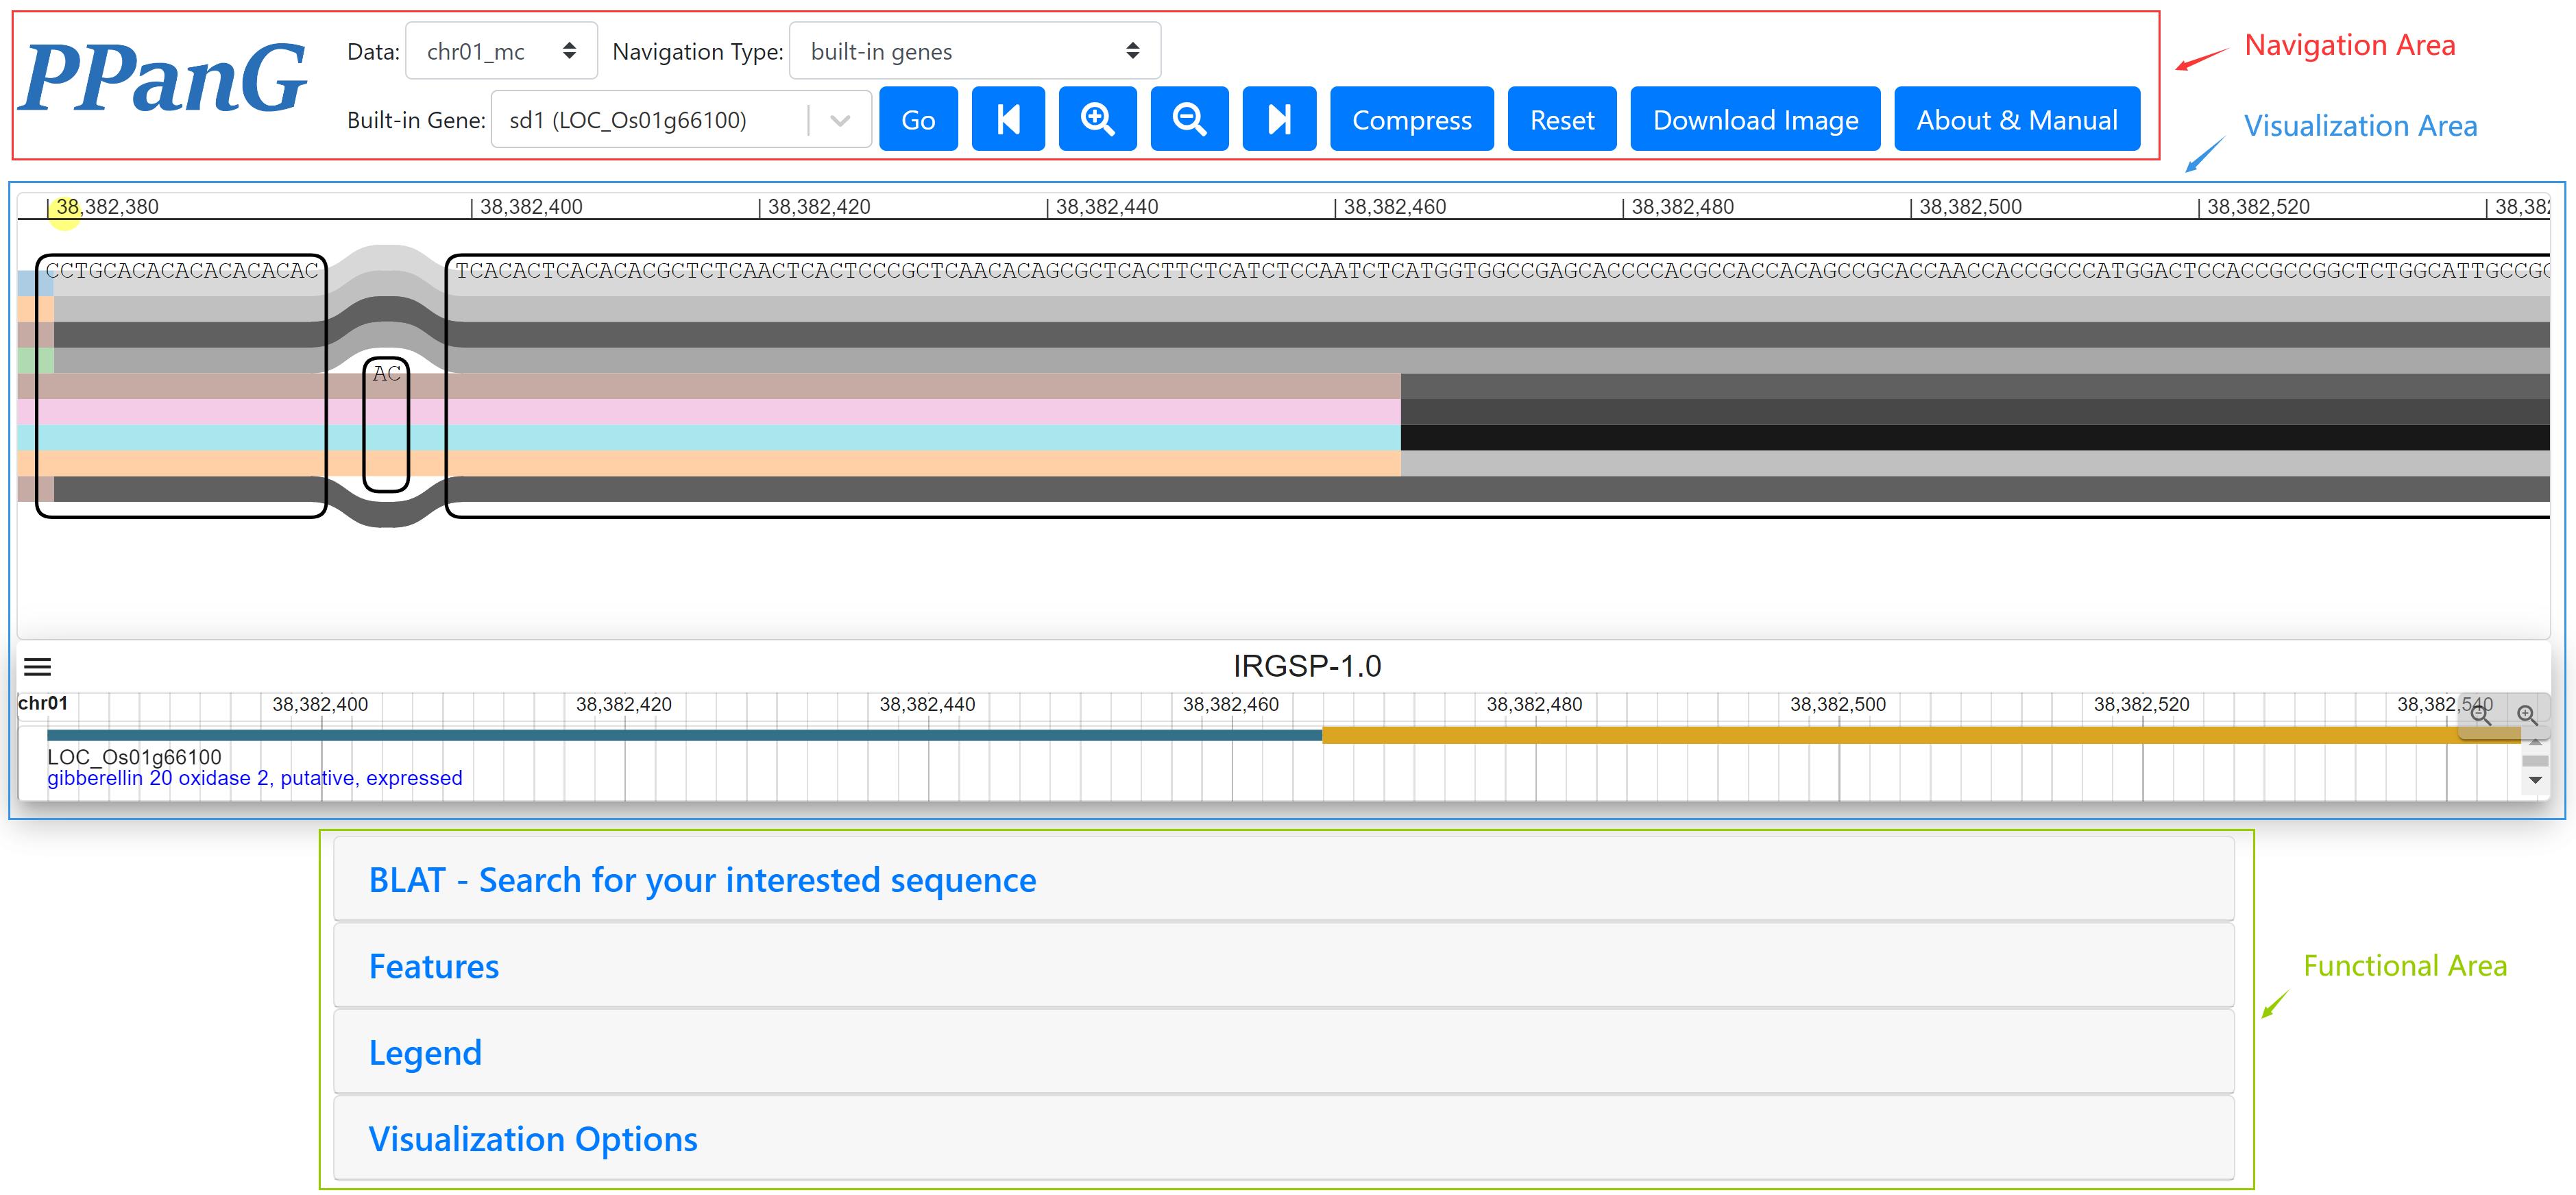 PPanG
Data: chr01_mc Navigation Type: built-in genes
Built-in Gene: sd1 (LOC_Os01g66100) Go Compress Reset Download Image About & Manual
Navigation Area
Visualization Area
38,382,380 38,382,400 38,382,420 38,382,440 38,382,460 38,382,480 38,382,500 38,382,520 38,382
CCTGCACACACACACACAC TCACACTCACACACGCTCTCAACTCACTCCCGCTCAACACAGCGCTCACTTCTCATCTCCAATCTCATGGTGGCCGAGCACCCCACGCCACCACAGCCGCACCAACCACCGCCCATGGACTCCACCGCCGGCTCTGGCATTGCCGC
AC
IRGSP-1.0
chr01 38,382,400 38,382,420 38,382,440 38,382,460 38,382,480 38,382,500 38,382,520 38,382,540
LOC_Os01g66100
gibberellin 20 oxidase 2, putative, expressed
BLAT - Search for your interested sequence
Features
Functional Area
Legend
Visualization Options